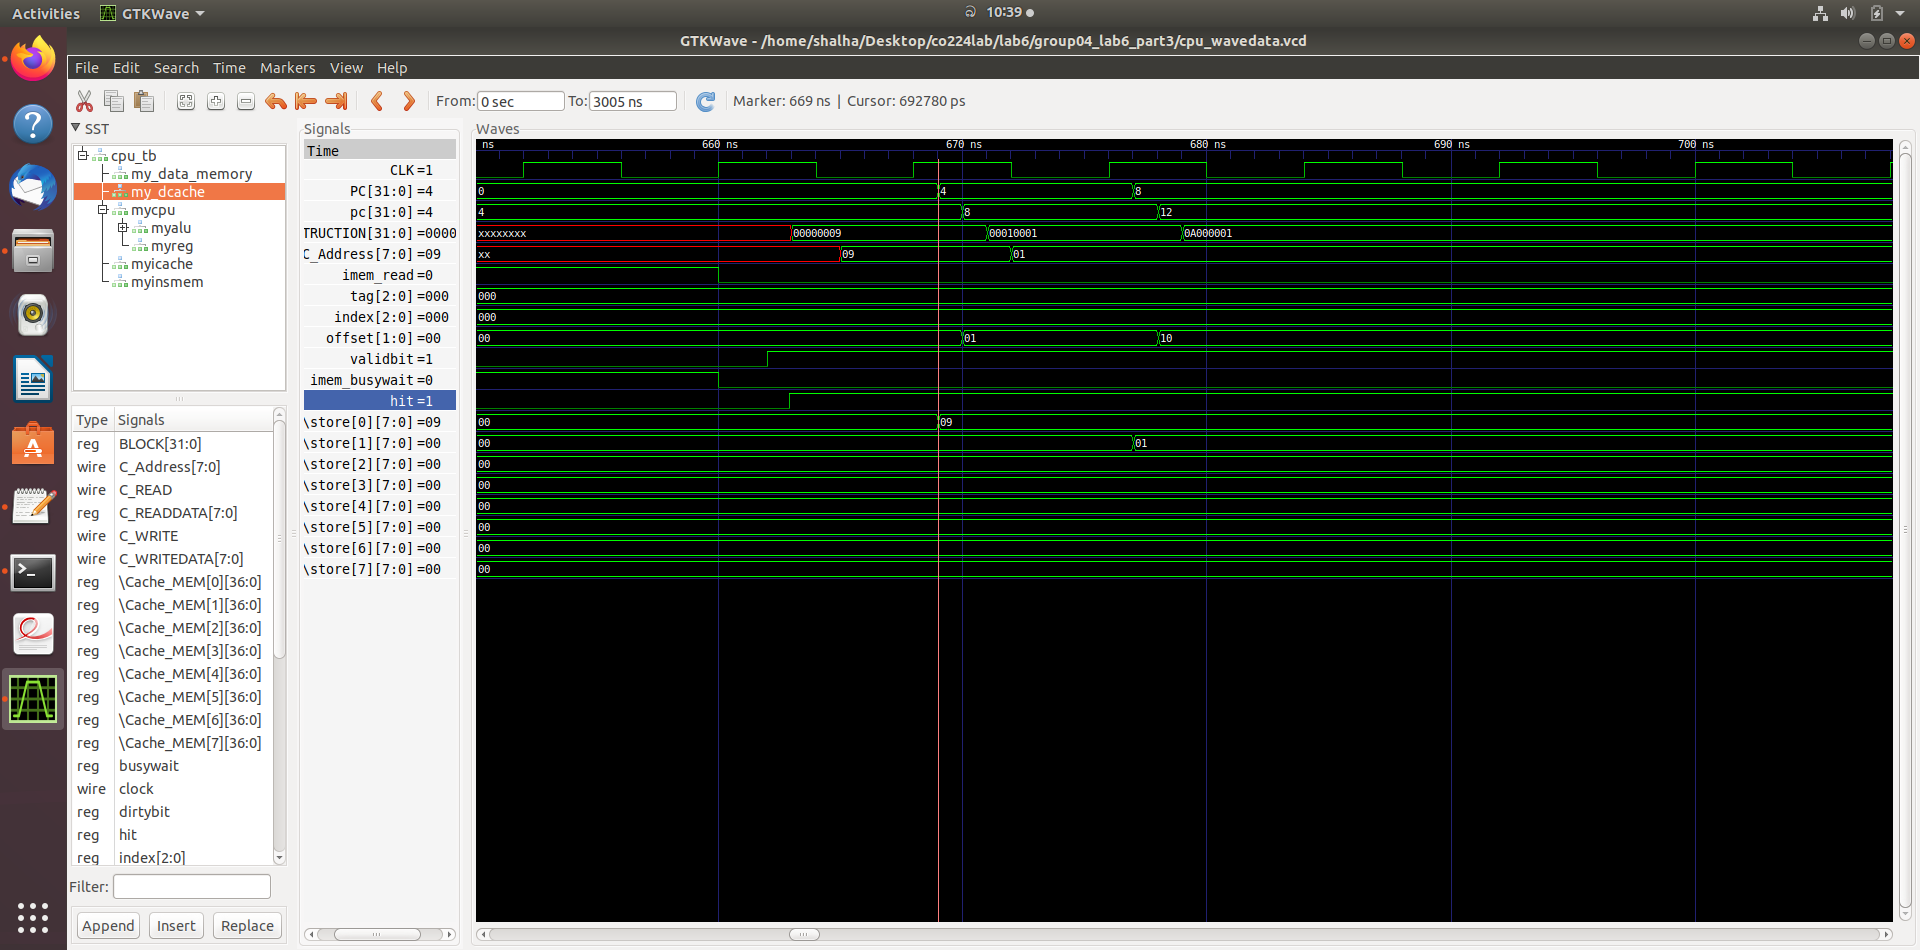 Activities GTKWave 10:39
GTKWave - /home/shalha/Desktop/co224lab/lab6/group04_lab6_part3/cpu_wavedata.vcd
File Edit Search Time Markers View Help
From: 0 sec To: 3005 ns Marker: 669 ns | Cursor: 692780 ps
SST
cpu_tb
my_data_memory
my_dcache
mycpu
myalu
myreg
myicache
myinsmem
Type Signals
reg BLOCK[31:0]
wire C_Address[7:0]
wire C_READ
reg C_READDATA[7:0]
wire C_WRITE
wire C_WRITEDATA[7:0]
reg \Cache_MEM[0][36:0]
reg \Cache_MEM[1][36:0]
reg \Cache_MEM[2][36:0]
reg \Cache_MEM[3][36:0]
reg \Cache_MEM[4][36:0]
reg \Cache_MEM[5][36:0]
reg \Cache_MEM[6][36:0]
reg \Cache_MEM[7][36:0]
reg busywait
wire clock
reg dirtybit
reg hit
reg index[2:0]
Filter:
Append Insert Replace
Signals
Time
CLK=1
PC[31:0]=4
pc[31:0]=4
TRUCTION[31:0]=0000
C_Address[7:0]=09
imem_read=0
tag[2:0]=000
index[2:0]=000
offset[1:0]=00
validbit=1
imem_busywait=0
hit=1
\store[0][7:0]=09
\store[1][7:0]=00
\store[2][7:0]=00
\store[3][7:0]=00
\store[4][7:0]=00
\store[5][7:0]=00
\store[6][7:0]=00
\store[7][7:0]=00
Waves
ns 660 ns 670 ns 680 ns 690 ns 700 ns
0 4 8
4 8 12
xxxxxxxx 00000009 00010001 0A000001
xx 09 01
000
000
00 01 10
00 09
00 01
00
00
00
00
00
00